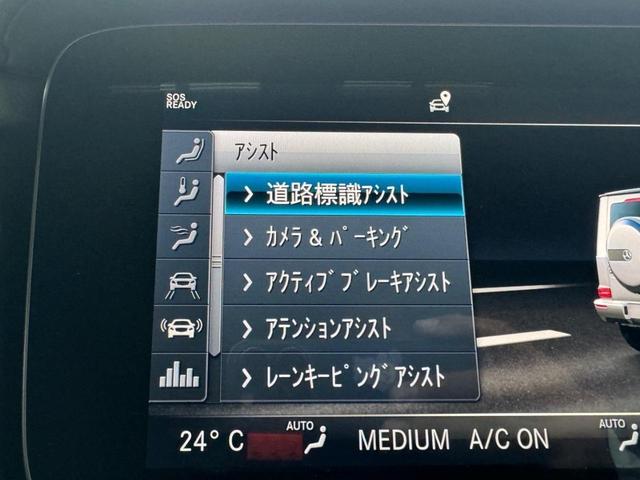 SOS
READY
アシスト
> 道路標識ｱｼｽﾄ
> ｶﾒﾗ & ﾊﾟｰｷﾝｸﾞ
> ｱｸﾃｨﾌﾞ ﾌﾞﾚｰｷｱｼｽﾄ
> ｱﾃﾝｼｮﾝｱｼｽﾄ
> ﾚｰﾝｷｰﾋﾟﾝｸﾞ ｱｼｽﾄ
AUTO AUTO
24° C MEDIUM A/C ON